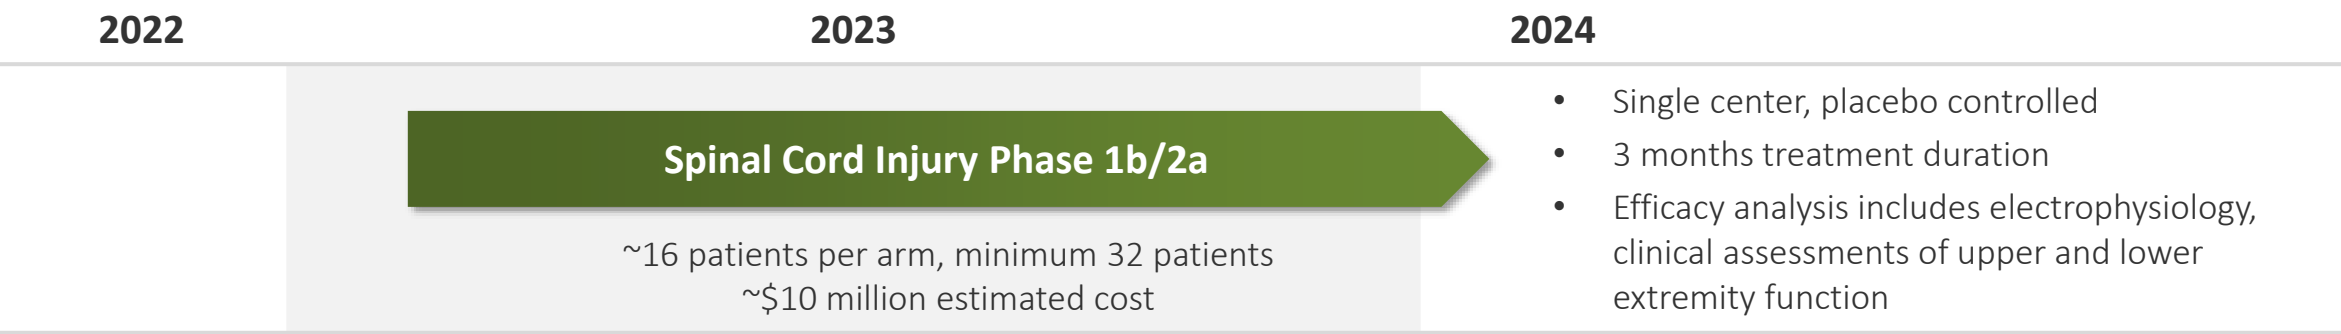 2022 2023 2024
Spinal Cord Injury Phase 1b/2a
~16 patients per arm, minimum 32 patients
~$10 million estimated cost
• Single center, placebo controlled
• 3 months treatment duration
• Efficacy analysis includes electrophysiology,
clinical assessments of upper and lower
extremity function